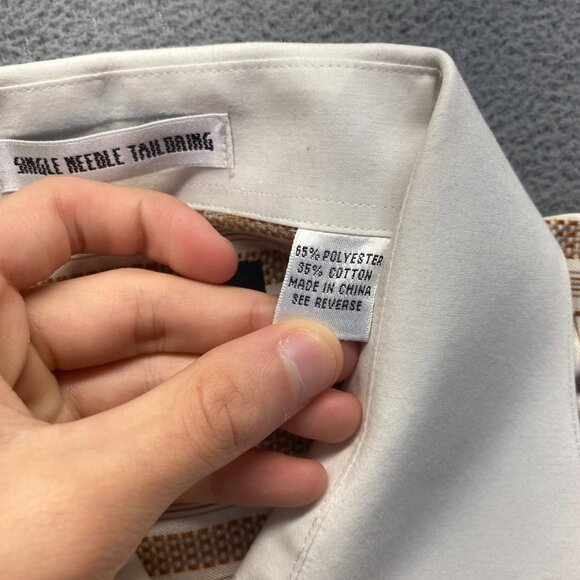 SINGLE NEEDLE TAILORING
65% POLYESTER
35% COTTON
MADE IN CHINA
SEE REVERSE